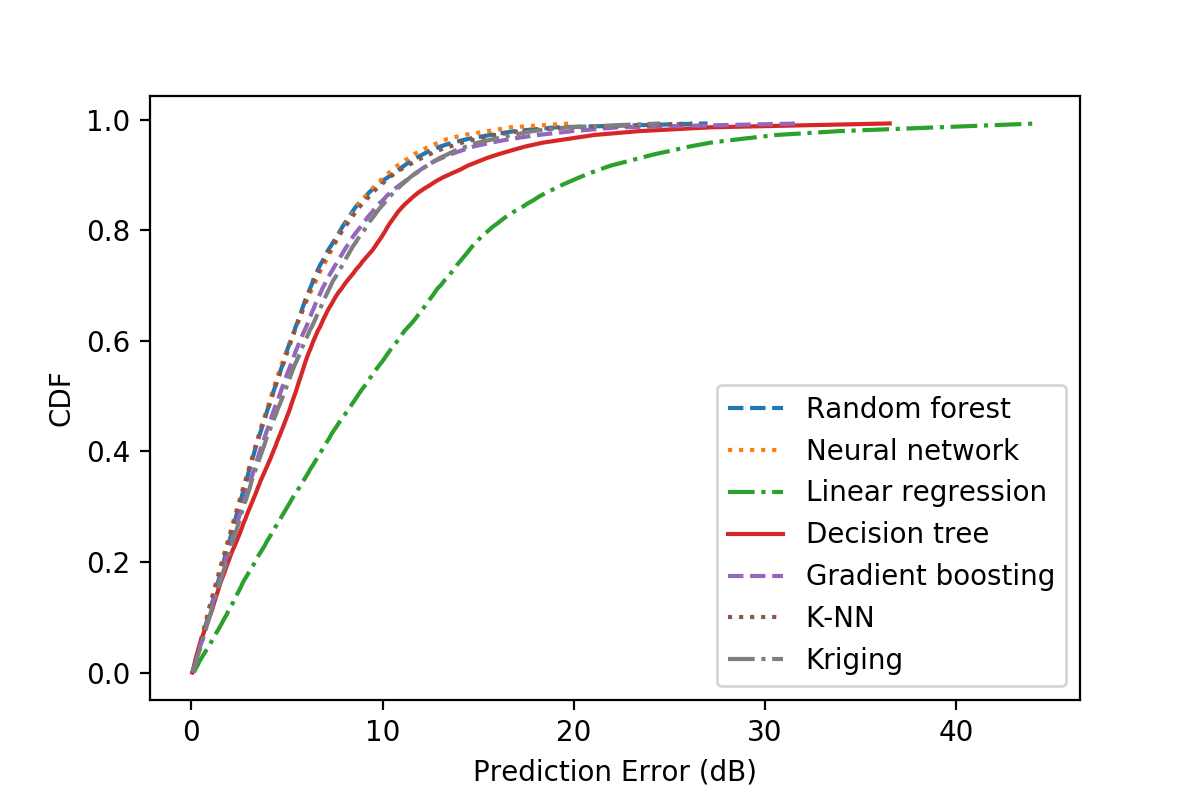 1.0
0.8
0.6
0.4
0.2
0.0
CDF
0
10
20
30
40
Prediction Error (dB)
Random forest
Neural network
Linear regression
Decision tree
Gradient boosting
K-NN
Kriging